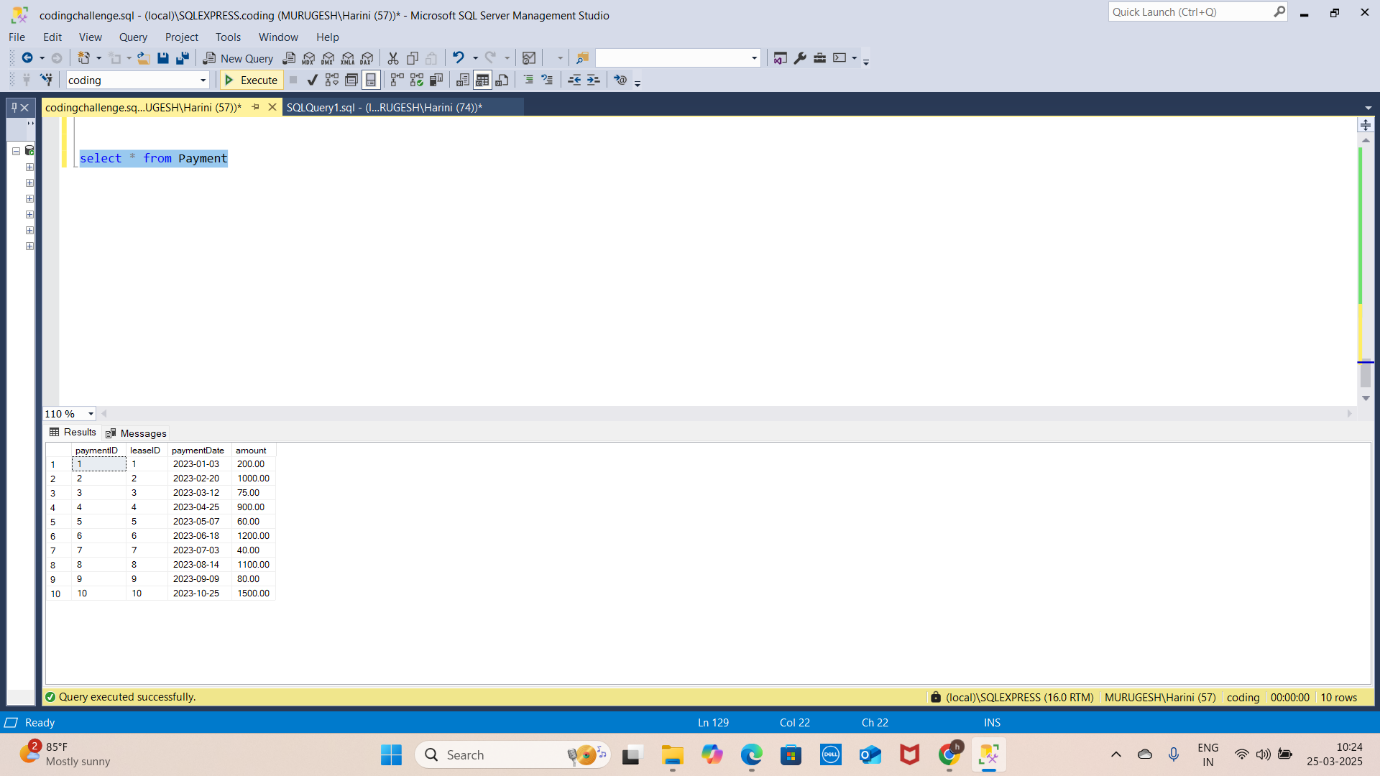 codingchallenge.sql - (local)\SQLEXPRESS.coding (MURUGESH\Harini (57))* - Microsoft SQL Server Management Studio
Quick Launch (Ctrl+Q)
File Edit View Query Project Tools Window Help
New Query
coding Execute
codingchallenge.sq...UGESH\Harini (57))* SQLQuery1.sql - (l...RUGESH\Harini (74))*
select * from Payment
110 %
Results Messages
paymentID leaseID paymentDate amount
1 1 1 2023-01-03 200.00
2 2 2 2023-02-20 1000.00
3 3 3 2023-03-12 75.00
4 4 4 2023-04-25 900.00
5 5 5 2023-05-07 60.00
6 6 6 2023-06-18 1200.00
7 7 7 2023-07-03 40.00
8 8 8 2023-08-14 1100.00
9 9 9 2023-09-09 80.00
10 10 10 2023-10-25 1500.00
Query executed successfully. (local)\SQLEXPRESS (16.0 RTM) MURUGESH\Harini (57) coding 00:00:00 10 rows
Ready Ln 129 Col 22 Ch 22 INS
2 85°F
Mostly sunny
Search
DELL
h
ENG
IN
10:24
25-03-2025